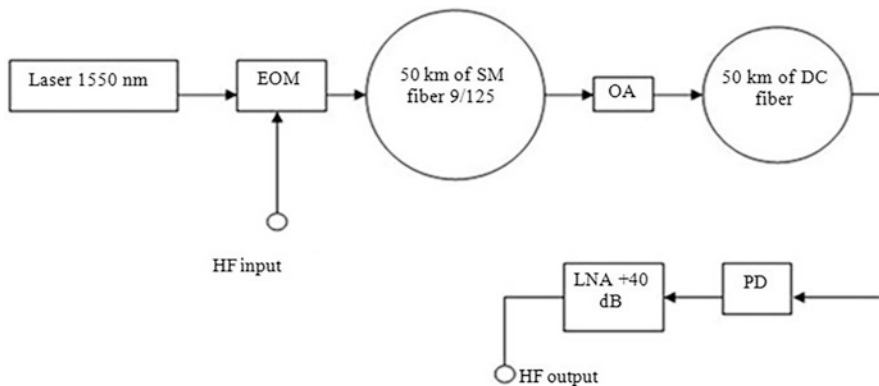 Laser 1550 nm
EOM
50 km of SM
fiber 9/125
OA
50 km of DC
fiber
HF input
LNA +40
dB
PD
HF output